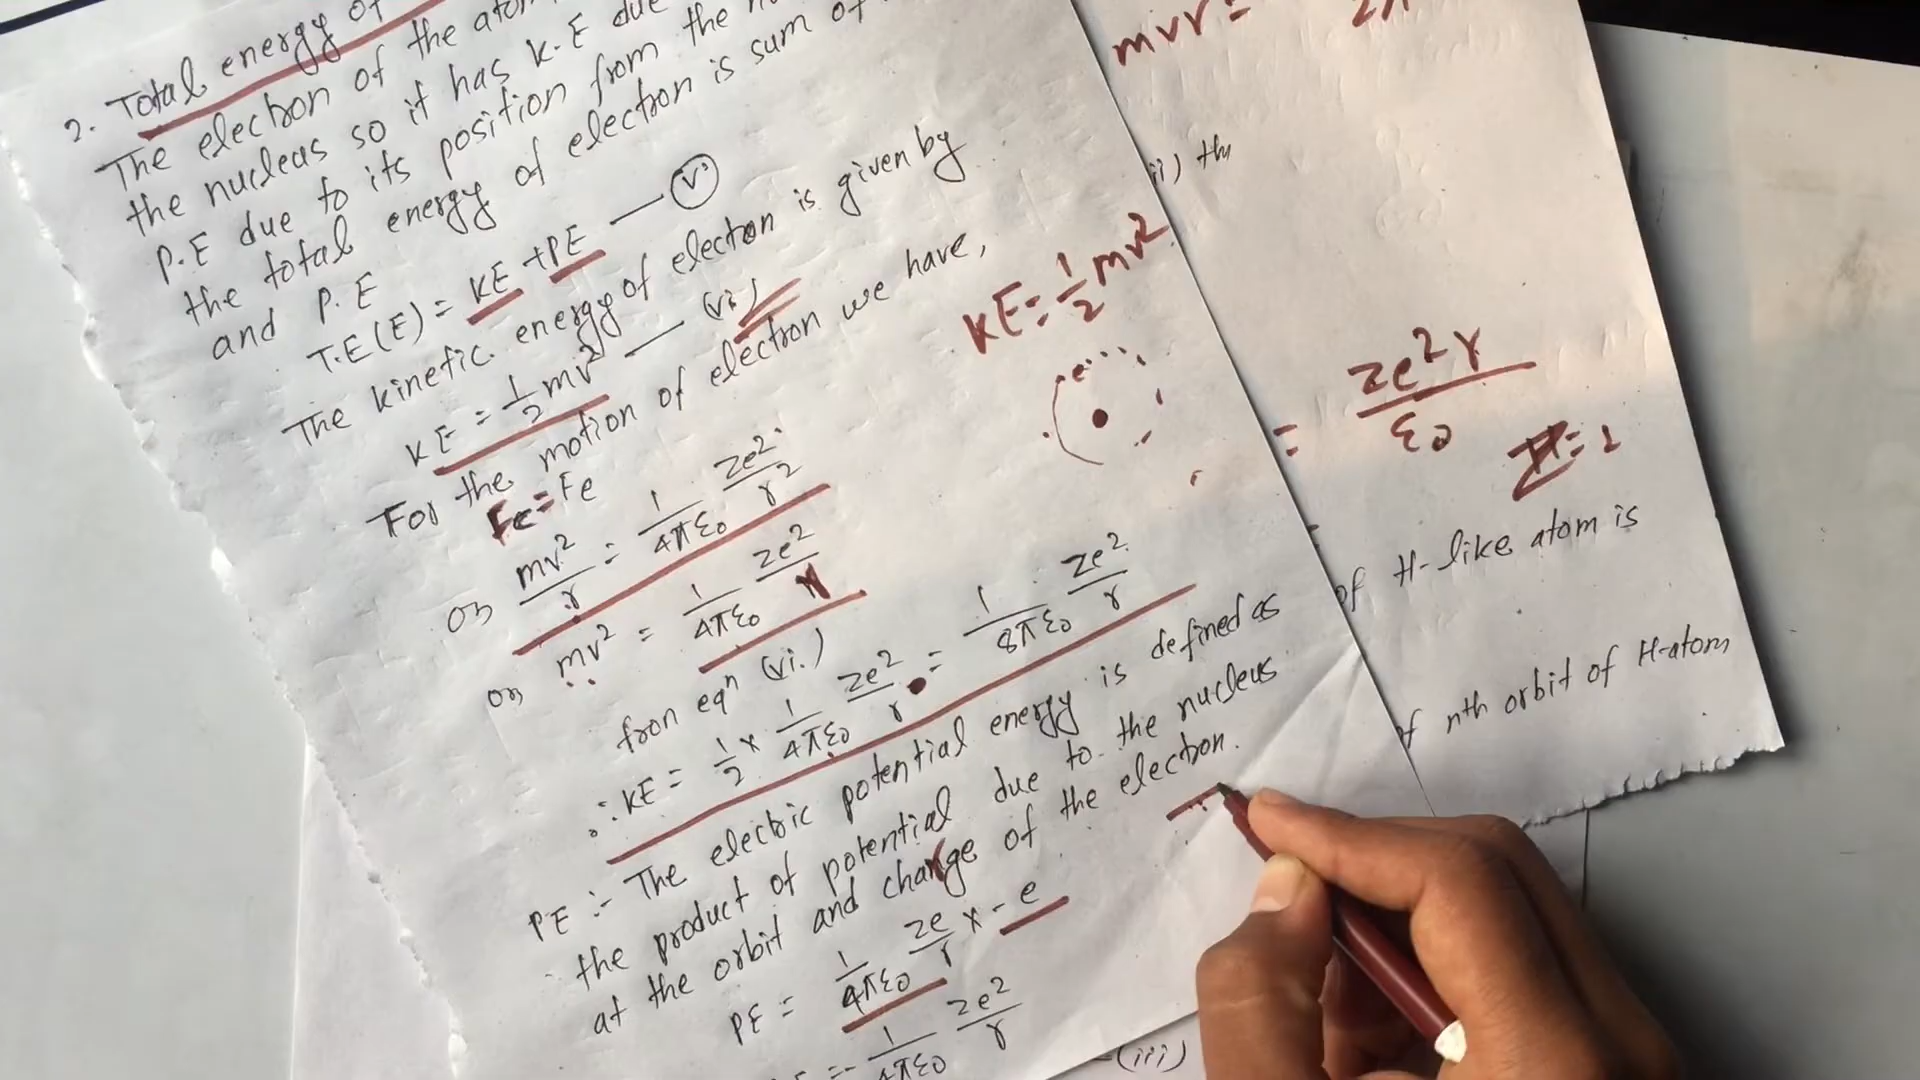 2. Total energy of
The electron of the atom
the nucleus so it has K.E due
P.E due to its position from the
the total energy of electron is sum of
and P.E
T.E(E) = KE + PE — (v)
The kinetic energy of electron is given by
KE = 1/2 mv² — (vi)
For the motion of electron we have,
Fc = Fe
or mv²/r = 1/4πε0 ze²/r²
or mv² = 1/4πε0 ze²/r
fron eqⁿ (vi.)
∴ KE = 1/2 × 1/4πε0 ze²/r = 1/8πε0 ze²/r
PE :- The electric potential energy is defined as
the product of potential due to the nucleus
at the orbit and charge of the electron.
PE = 1/4πε0 ze/r × - e
= - 1/4πε0 ze²/r
KE = 1/2 mv²
e
mvr =
ii) th
= ze²r/ε0
= 1
of H-like atom is
of nth orbit of H-atom
(iii)